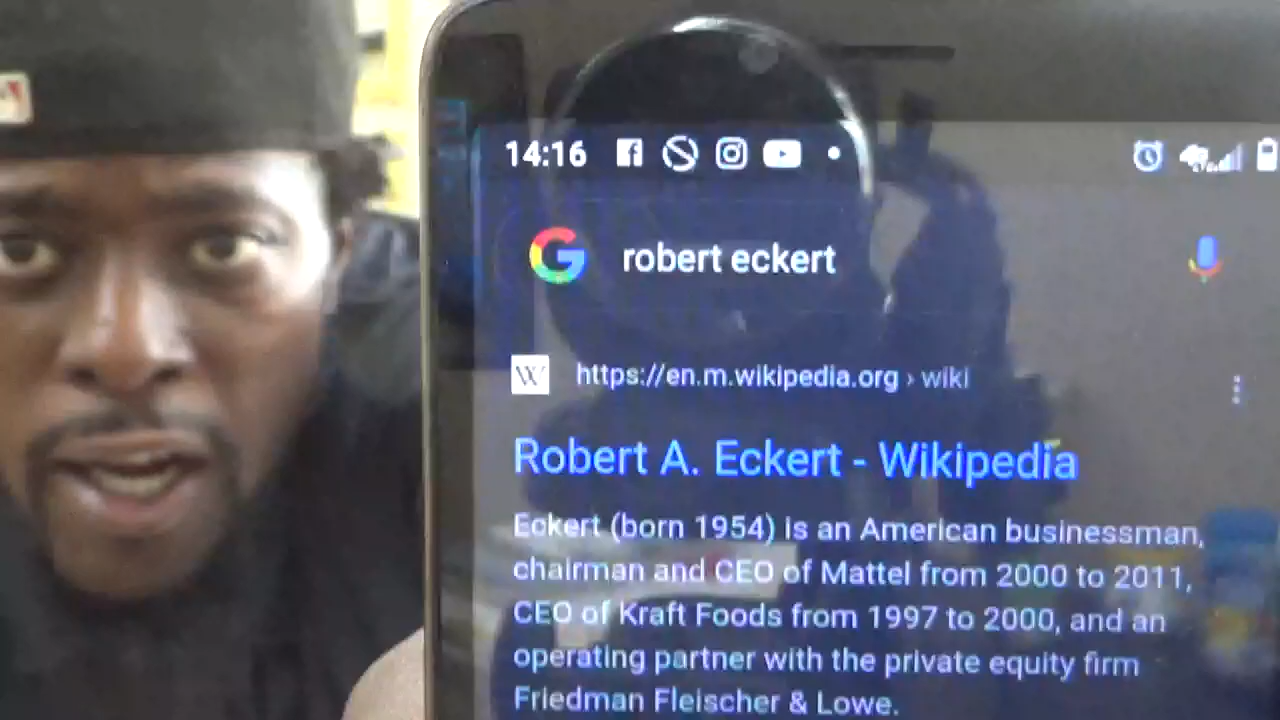 14:16
robert eckert
W https://en.m.wikipedia.org › wiki
Robert A. Eckert - Wikipedia
Eckert (born 1954) is an American businessman,
chairman and CEO of Mattel from 2000 to 2011,
CEO of Kraft Foods from 1997 to 2000, and an
operating partner with the private equity firm
Friedman Fleischer & Lowe.